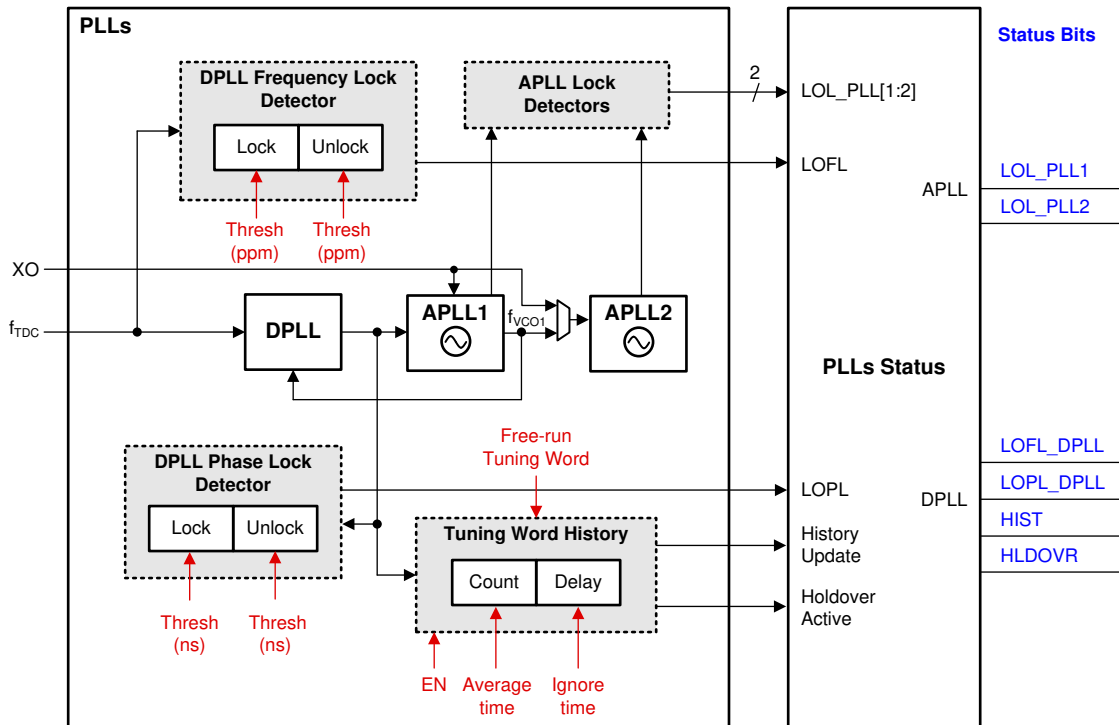 PLLs
DPLL Frequency Lock
Detector
Lock
Unlock
Thresh
(ppm)
Thresh
(ppm)
APLL Lock
Detectors
2
XO
fTDC
DPLL
APLL1
fVCO1
APLL2
DPLL Phase Lock
Detector
Lock
Unlock
Thresh
(ns)
Thresh
(ns)
Free-run
Tuning Word
Tuning Word History
Count
Delay
EN
Average
time
Ignore
time
LOL_PLL[1:2]
LOFL
APLL
PLLs Status
LOPL
DPLL
History
Update
Holdover
Active
Status Bits
LOL_PLL1
LOL_PLL2
LOFL_DPLL
LOPL_DPLL
HIST
HLDOVR